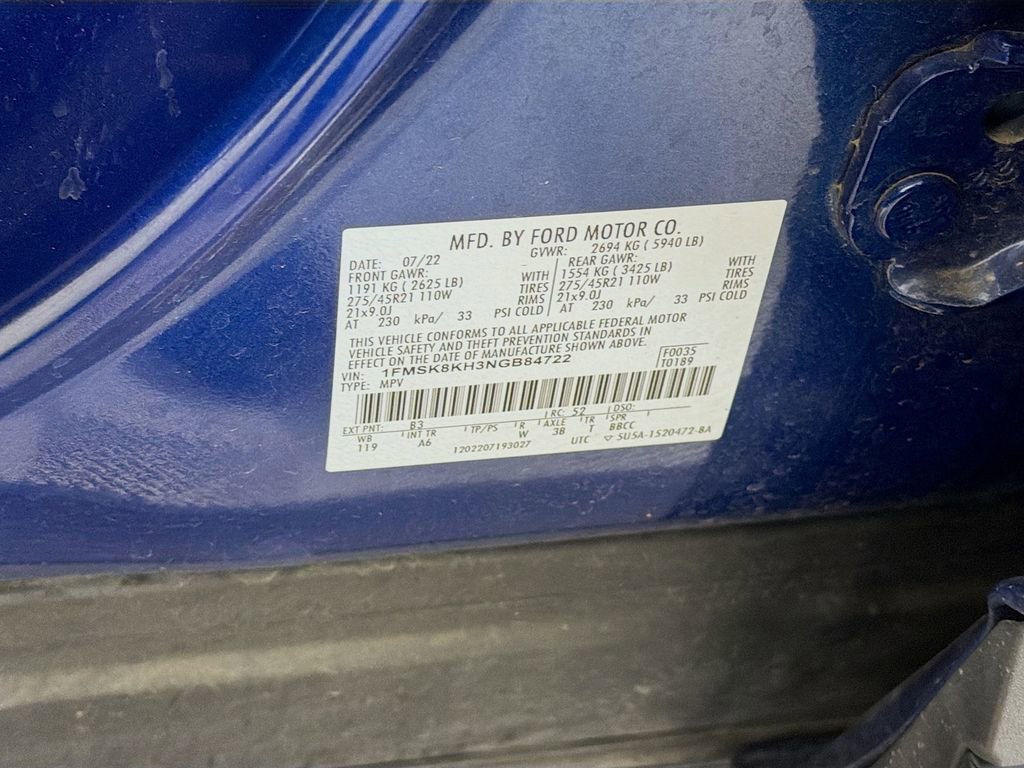 MFD. BY FORD MOTOR CO.
DATE: 07/22 GVWR: 2694 KG ( 5940 LB)
FRONT GAWR: REAR GAWR:
1191 KG ( 2625 LB) WITH 1554 KG ( 3425 LB) WITH
275/45R21 110W TIRES 275/45R21 110W TIRES
21x9.0J RIMS 21x9.0J RIMS
AT 230 kPa/ 33 PSI COLD AT 230 kPa/ 33 PSI COLD
THIS VEHICLE CONFORMS TO ALL APPLICABLE FEDERAL MOTOR
VEHICLE SAFETY AND THEFT PREVENTION STANDARDS IN
EFFECT ON THE DATE OF MANUFACTURE SHOWN ABOVE.
VIN: 1FMSK8KH3NGB84722 F0035
TYPE: MPV T0189
EXT PNT: B3 RC: 52 DSO:
WB INT TR TP/PS R AXLE TR SPR
119 A6 W 3B T BBCC
1202207193027 UTC ▽ SU5A-1520472-BA